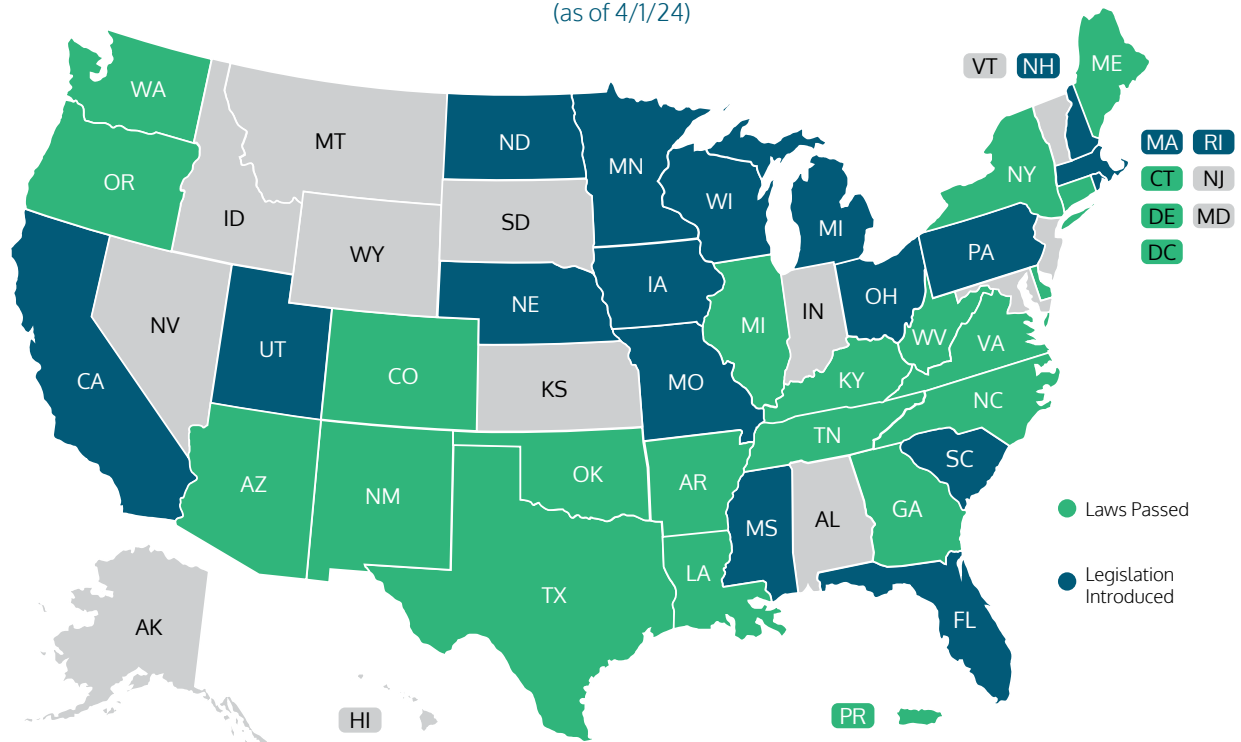 (as of 4/1/24)
WA
MT
ND
MN
VT
NH
ME
OR
ID
SD
WI
MI
NY
MA
RI
CT
NJ
DE
MD
DC
WY
NE
IA
PA
NV
UT
CO
KS
MO
MI
IN
OH
WV
VA
KY
CA
AZ
NM
OK
AR
TN
NC
SC
MS
AL
GA
TX
LA
FL
Laws Passed
Legislation
Introduced
AK
HI
PR